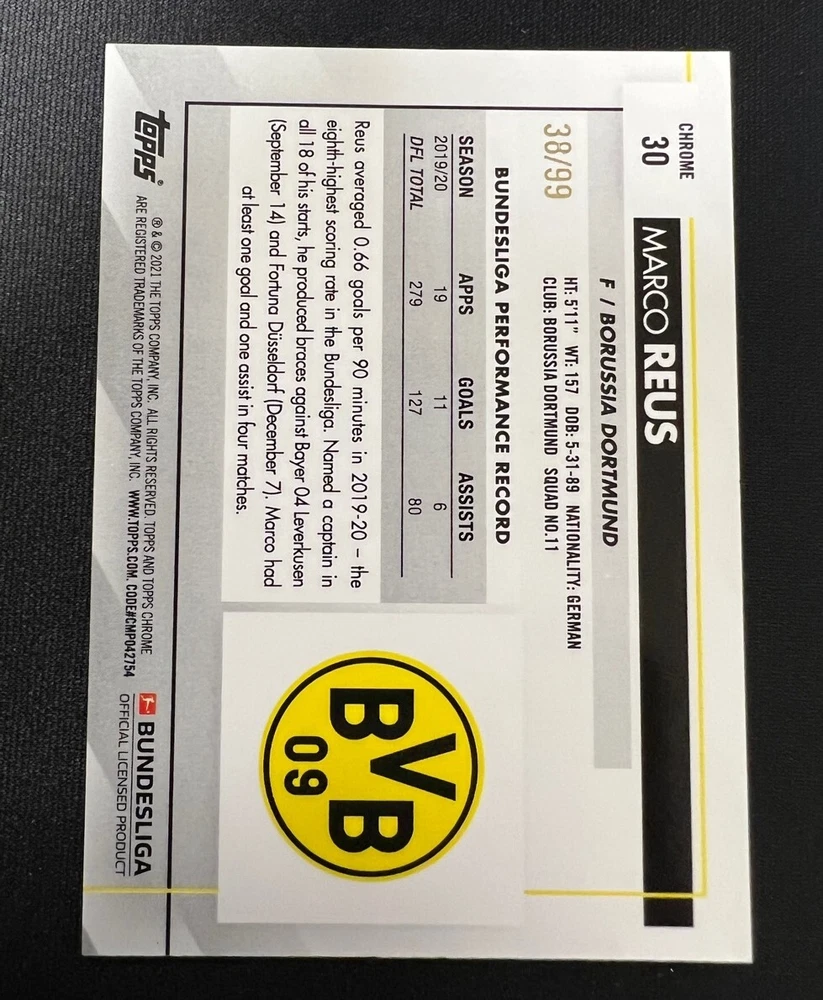 CHROME
30
MARCO REUS
F / BORUSSIA DORTMUND
38/99
HT: 5'11" WT: 157 DOB: 5-31-89 NATIONALITY: GERMAN
CLUB: BORUSSIA DORTMUND SQUAD NO.11
BUNDESLIGA PERFORMANCE RECORD
SEASON APPS GOALS ASSISTS
2019/20 19 11 6
DFL TOTAL 279 127 80
Reus averaged 0.66 goals per 90 minutes in 2019-20 – the
eighth-highest scoring rate in the Bundesliga. Named a captain in
all 18 of his starts, he produced braces against Bayer 04 Leverkusen
(September 14) and Fortuna Düsseldorf (December 7). Marco had
at least one goal and one assist in four matches.
BVB
09
topps®
® & © 2021 THE TOPPS COMPANY, INC. ALL RIGHTS RESERVED. TOPPS AND TOPPS CHROME
ARE REGISTERED TRADEMARKS OF THE TOPPS COMPANY, INC. WWW.TOPPS.COM. CODE#CMP042754
BUNDESLIGA
OFFICIAL LICENSED PRODUCT